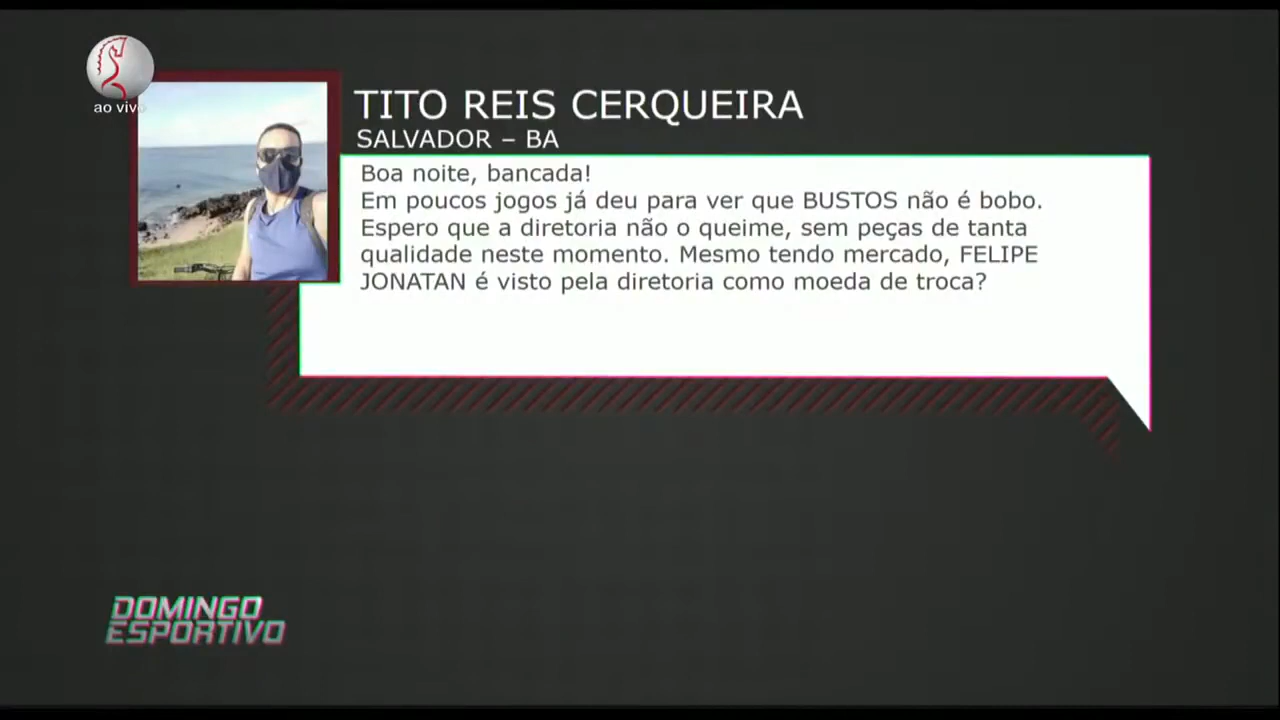 ao vivo
TITO REIS CERQUEIRA
SALVADOR – BA
Boa noite, bancada!
Em poucos jogos já deu para ver que BUSTOS não é bobo.
Espero que a diretoria não o queime, sem peças de tanta
qualidade neste momento. Mesmo tendo mercado, FELIPE
JONATAN é visto pela diretoria como moeda de troca?
DOMINGO
ESPORTIVO